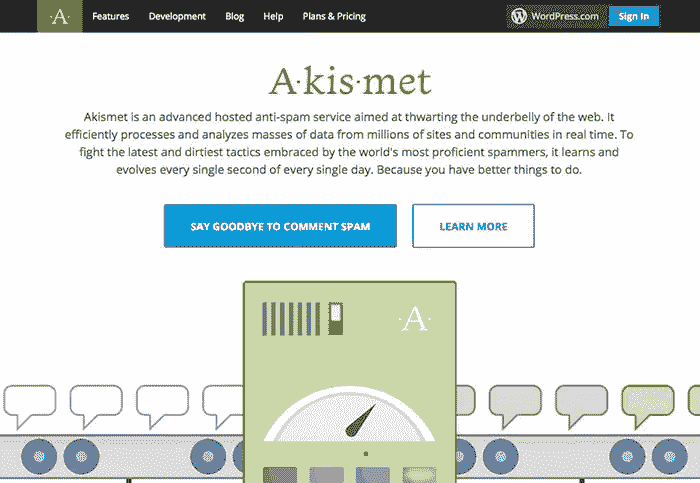 A Features Development Blog Help Plans & Pricing WordPress.com Sign In
A·kis·met
Akismet is an advanced hosted anti-spam service aimed at thwarting the underbelly of the web. It
efficiently processes and analyzes masses of data from millions of sites and communities in real time. To
fight the latest and dirtiest tactics embraced by the world's most proficient spammers, it learns and
evolves every single second of every single day. Because you have better things to do.
SAY GOODBYE TO COMMENT SPAM LEARN MORE
·A·